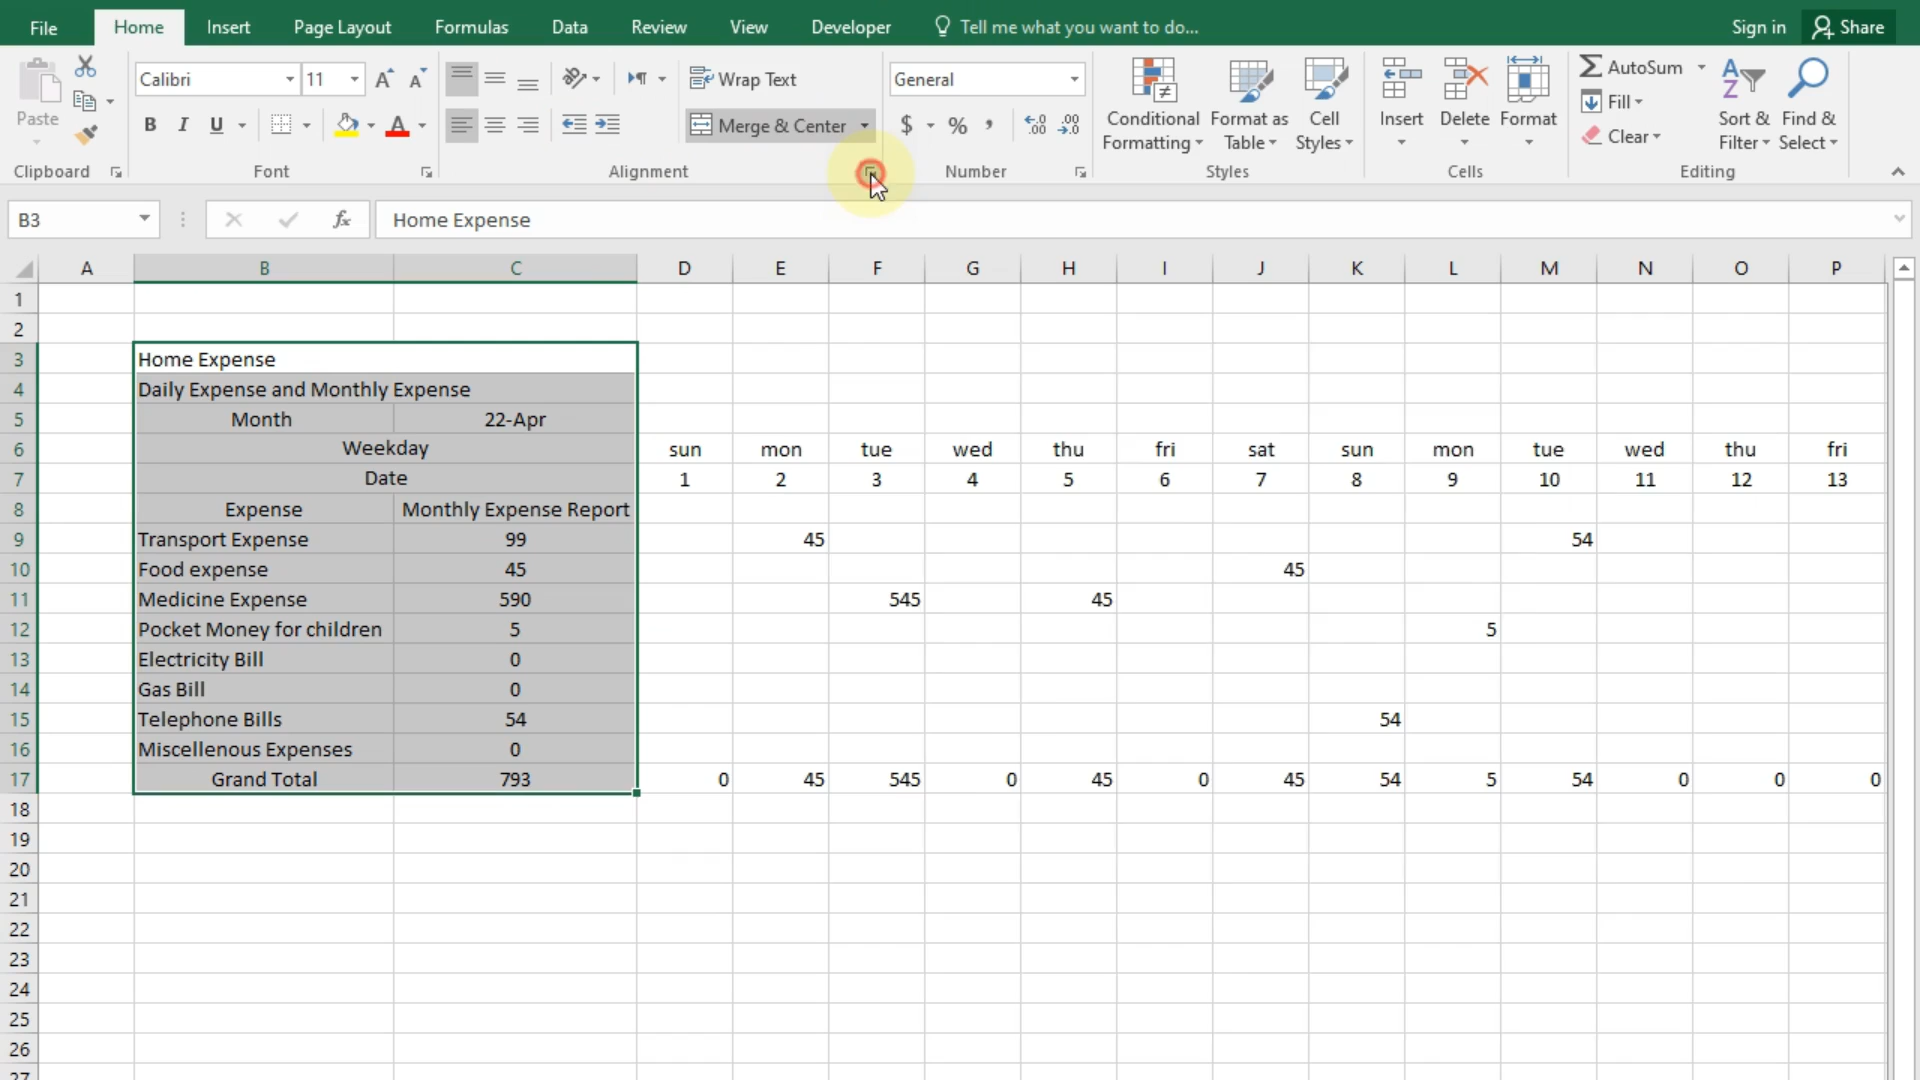 File Home Insert Page Layout Formulas Data Review View Developer Tell me what you want to do... Sign in Share
Calibri 11 Wrap Text General AutoSum
Paste B I U Merge & Center $ % Conditional Formatting Format as Table Cell Styles Insert Delete Format Fill Clear Sort & Filter Find & Select
Clipboard Font Alignment Number Styles Cells Editing
B3 fx Home Expense
A B C D E F G H I J K L M N O P
1
2
3 Home Expense
4 Daily Expense and Monthly Expense
5 Month 22-Apr
6 Weekday sun mon tue wed thu fri sat sun mon tue wed thu fri
7 Date 1 2 3 4 5 6 7 8 9 10 11 12 13
8 Expense Monthly Expense Report
9 Transport Expense 99 45 54
10 Food expense 45 45
11 Medicine Expense 590 545 45
12 Pocket Money for children 5 5
13 Electricity Bill 0
14 Gas Bill 0
15 Telephone Bills 54 54
16 Miscellenous Expenses 0
17 Grand Total 793 0 45 545 0 45 0 45 54 5 54 0 0 0
18
19
20
21
22
23
24
25
26
27